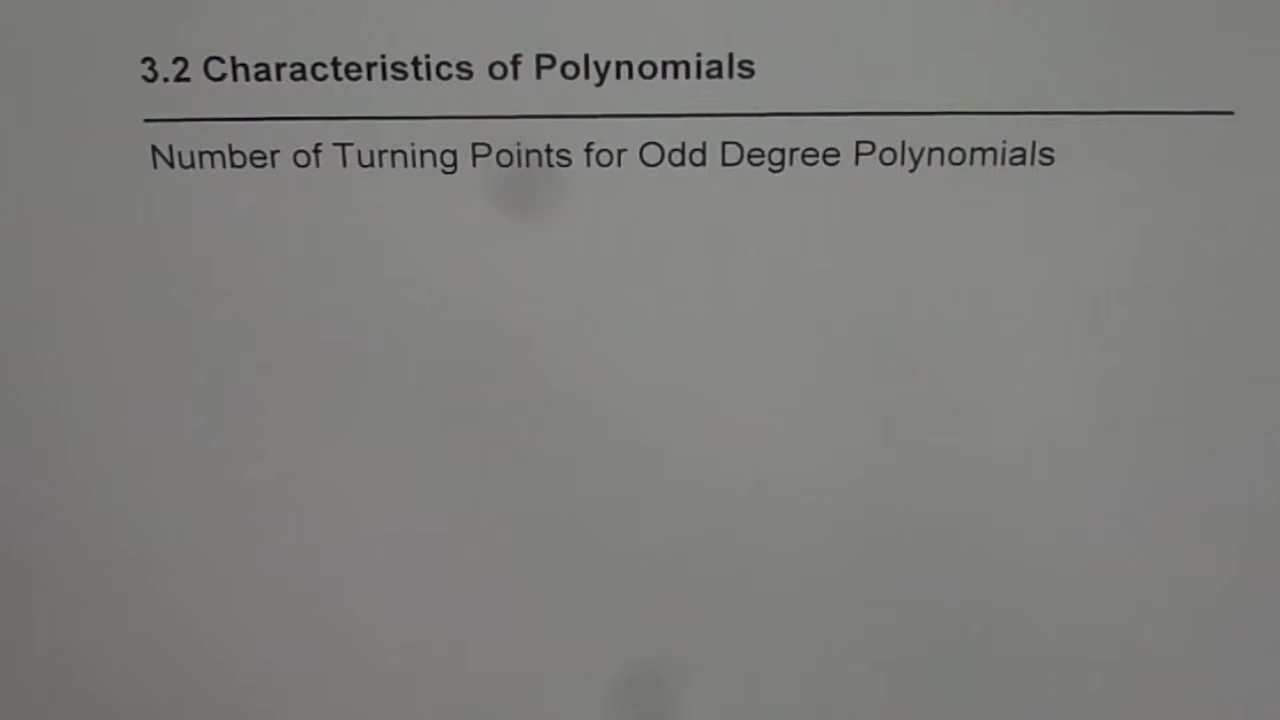 3.2 Characteristics of Polynomials
Number of Turning Points for Odd Degree Polynomials